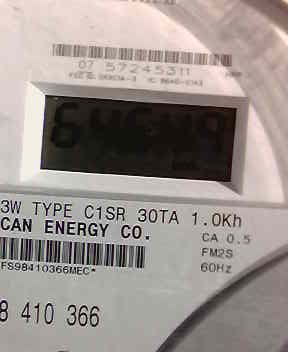 07 57245311
3W TYPE C1SR 30TA 1.0Kh
CAN ENERGY CO.
CA 0.5
FM2S
60Hz
FS98410366MEC*
8 410 366